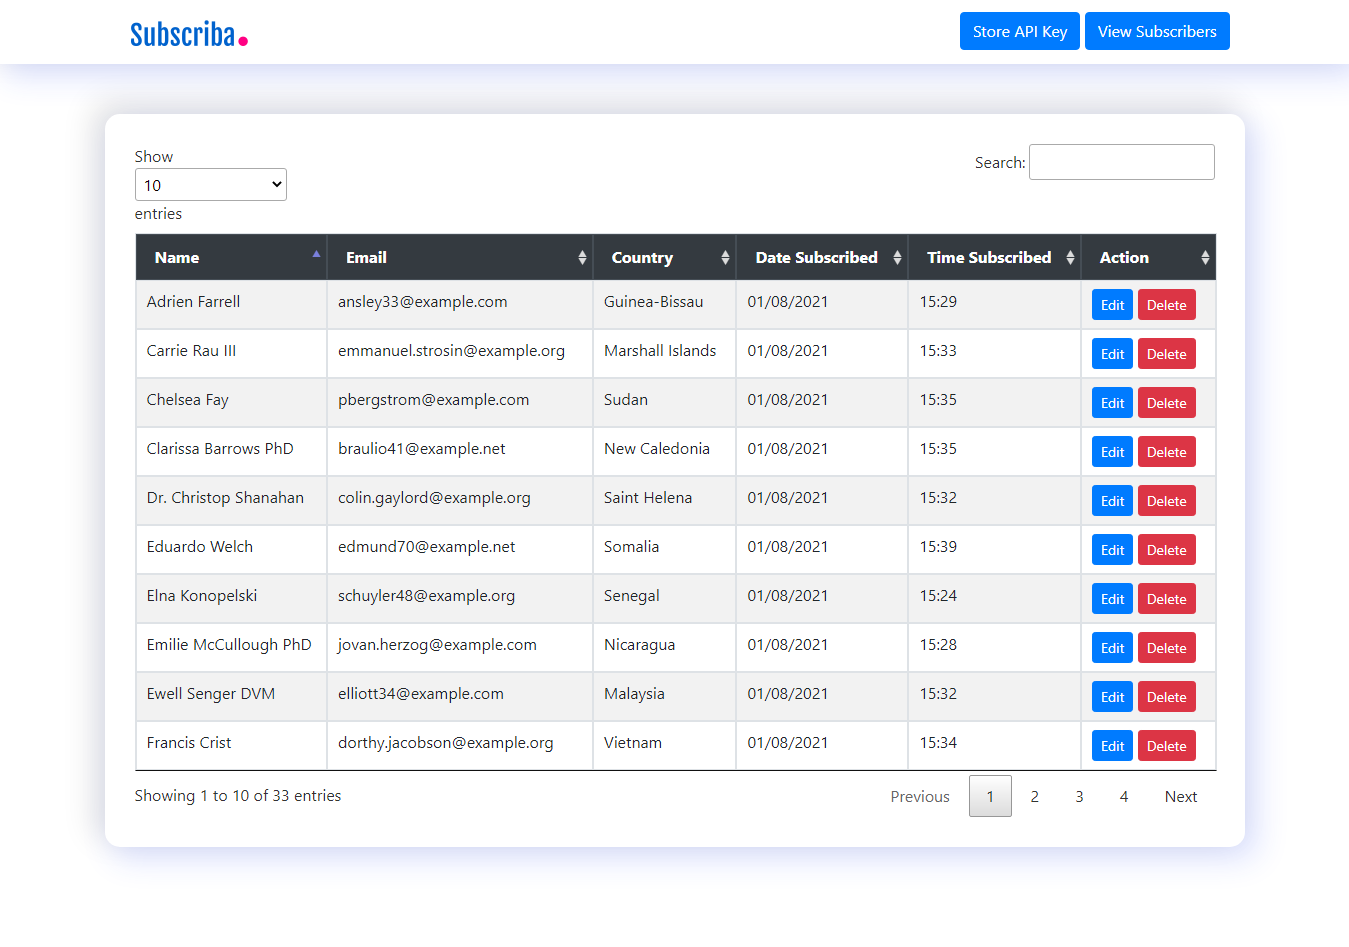 Subscriba.
Store API Key View Subscribers
Show
10
entries
Search:
Name Email Country Date Subscribed Time Subscribed Action
Adrien Farrell ansley33@example.com Guinea-Bissau 01/08/2021 15:29 Edit Delete
Carrie Rau III emmanuel.strosin@example.org Marshall Islands 01/08/2021 15:33 Edit Delete
Chelsea Fay pbergstrom@example.com Sudan 01/08/2021 15:35 Edit Delete
Clarissa Barrows PhD braulio41@example.net New Caledonia 01/08/2021 15:35 Edit Delete
Dr. Christop Shanahan colin.gaylord@example.org Saint Helena 01/08/2021 15:32 Edit Delete
Eduardo Welch edmund70@example.net Somalia 01/08/2021 15:39 Edit Delete
Elna Konopelski schuyler48@example.org Senegal 01/08/2021 15:24 Edit Delete
Emilie McCullough PhD jovan.herzog@example.com Nicaragua 01/08/2021 15:28 Edit Delete
Ewell Senger DVM elliott34@example.com Malaysia 01/08/2021 15:32 Edit Delete
Francis Crist dorthy.jacobson@example.org Vietnam 01/08/2021 15:34 Edit Delete
Showing 1 to 10 of 33 entries
Previous 1 2 3 4 Next